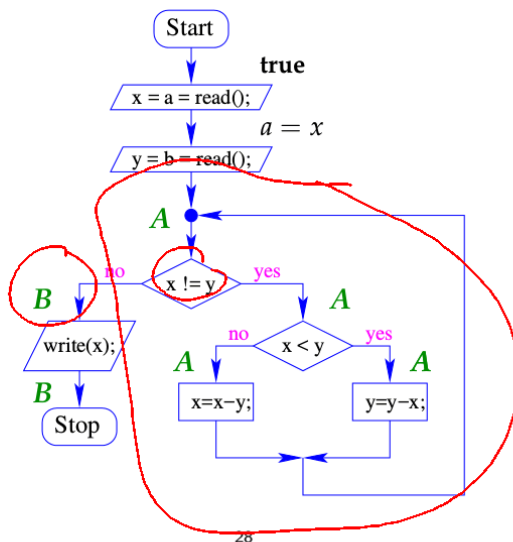 Start
true
x = a = read();
a = x
y = b = read();
A
no
x != y
yes
B
A
write(x);
no
x < y
yes
A
A
B
x=x−y;
y=y−x;
Stop
28